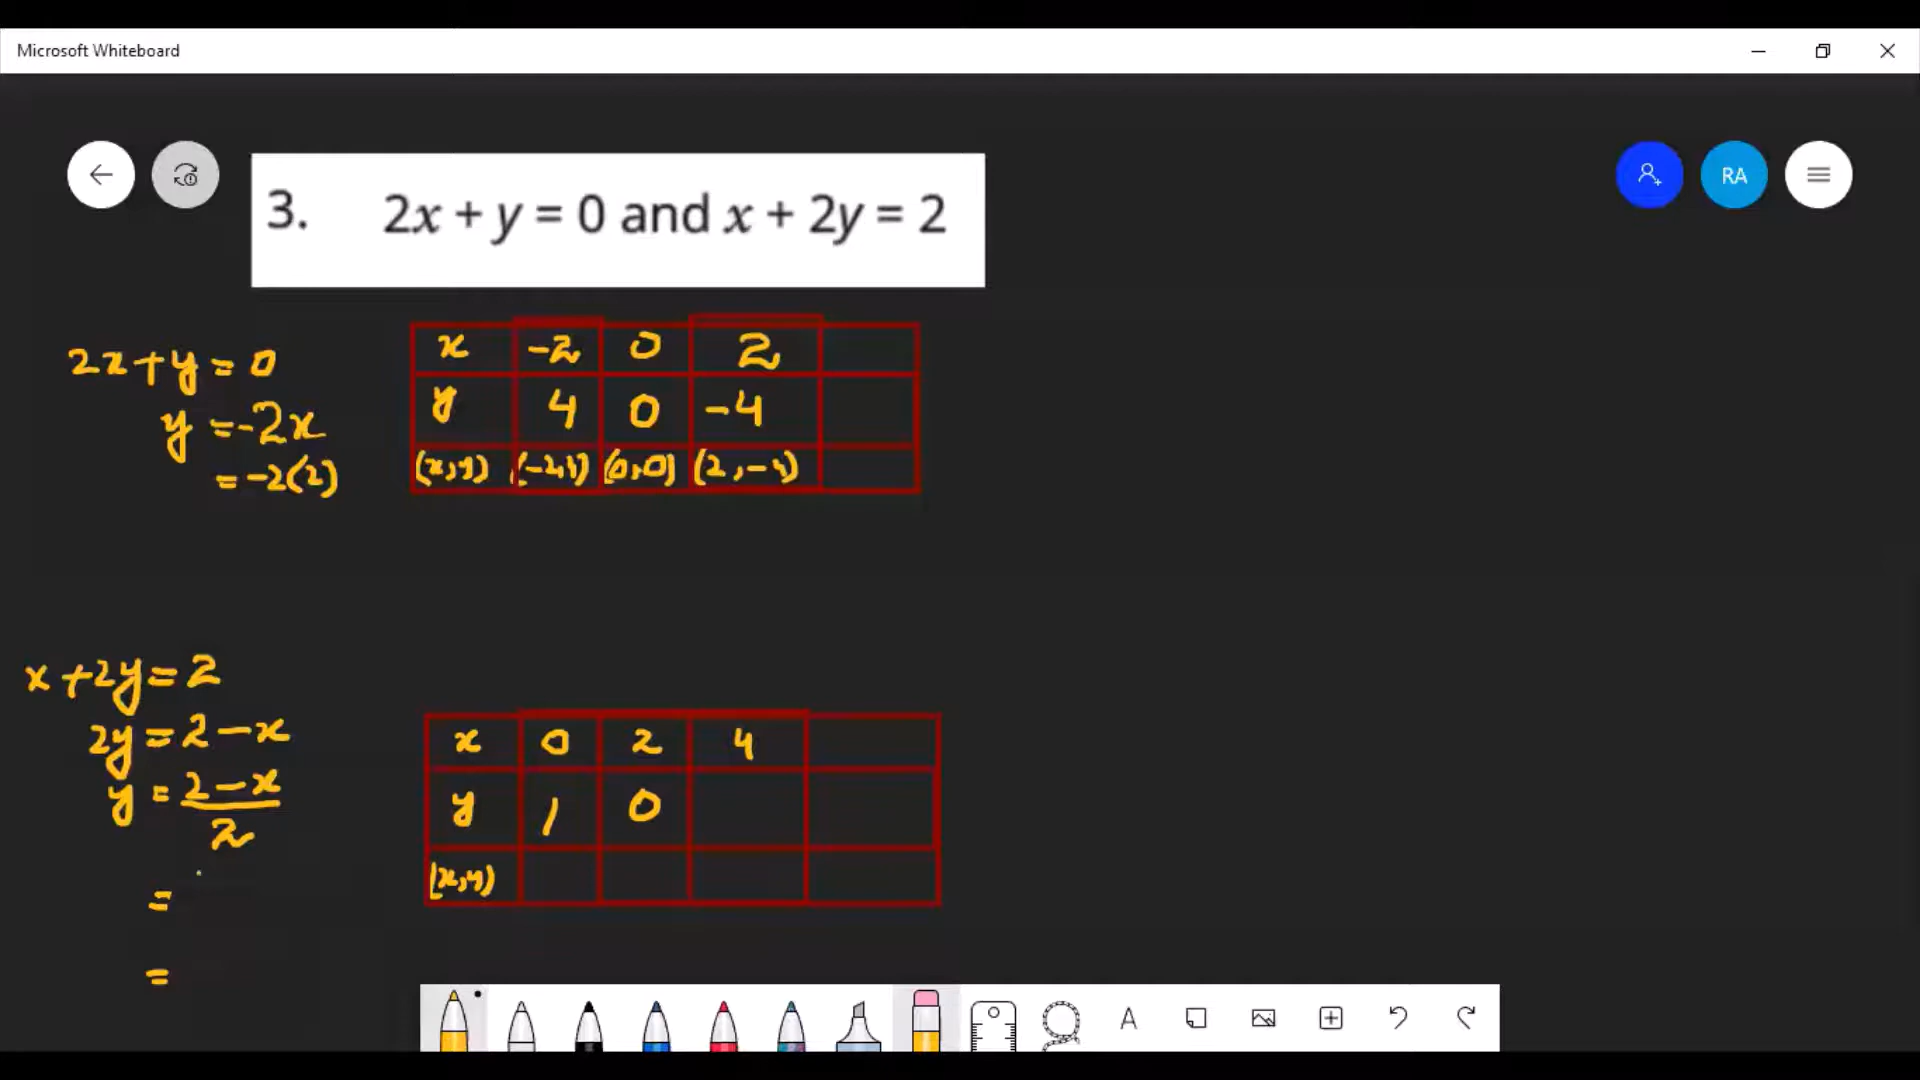 Microsoft Whiteboard
RA
3. 2x + y = 0 and x + 2y = 2
2x + y = 0
y = -2x
= -2(2)
x -2 0 2
y 4 0 -4
(x,y) (-2,4) (0,0) (2,-4)
x + 2y = 2
2y = 2 - x
y = 2 - x
2
=
=
x 0 2 4
y 1 0
(x,y)
A